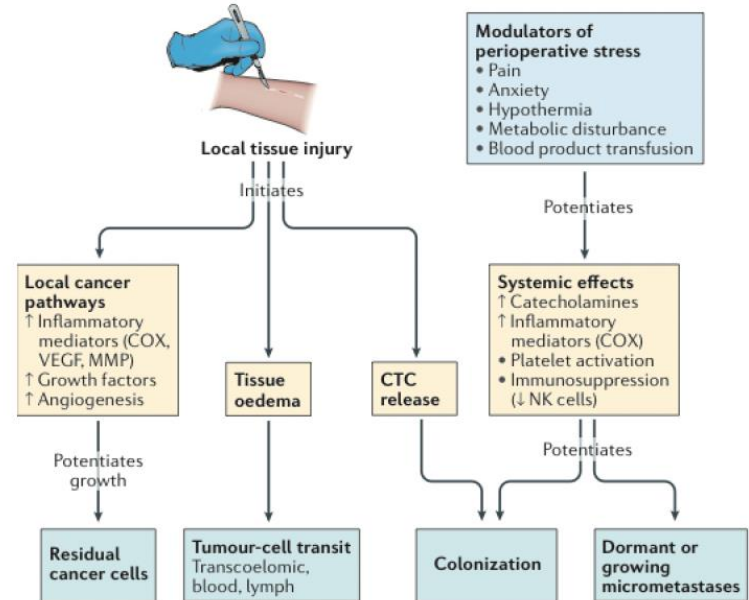 Modulators of
perioperative stress
• Pain
• Anxiety
• Hypothermia
• Metabolic disturbance
• Blood product transfusion
Local tissue injury
Initiates
Potentiates
Local cancer
pathways
↑ Inflammatory
mediators (COX,
VEGF, MMP)
↑ Growth factors
↑ Angiogenesis
Tissue
oedema
CTC
release
Systemic effects
↑ Catecholamines
↑ Inflammatory
mediators (COX)
• Platelet activation
• Immunosuppression
(↓ NK cells)
Potentiates
growth
Potentiates
Residual
cancer cells
Tumour-cell transit
Transcoelomic,
blood, lymph
Colonization
Dormant or
growing
micrometastases